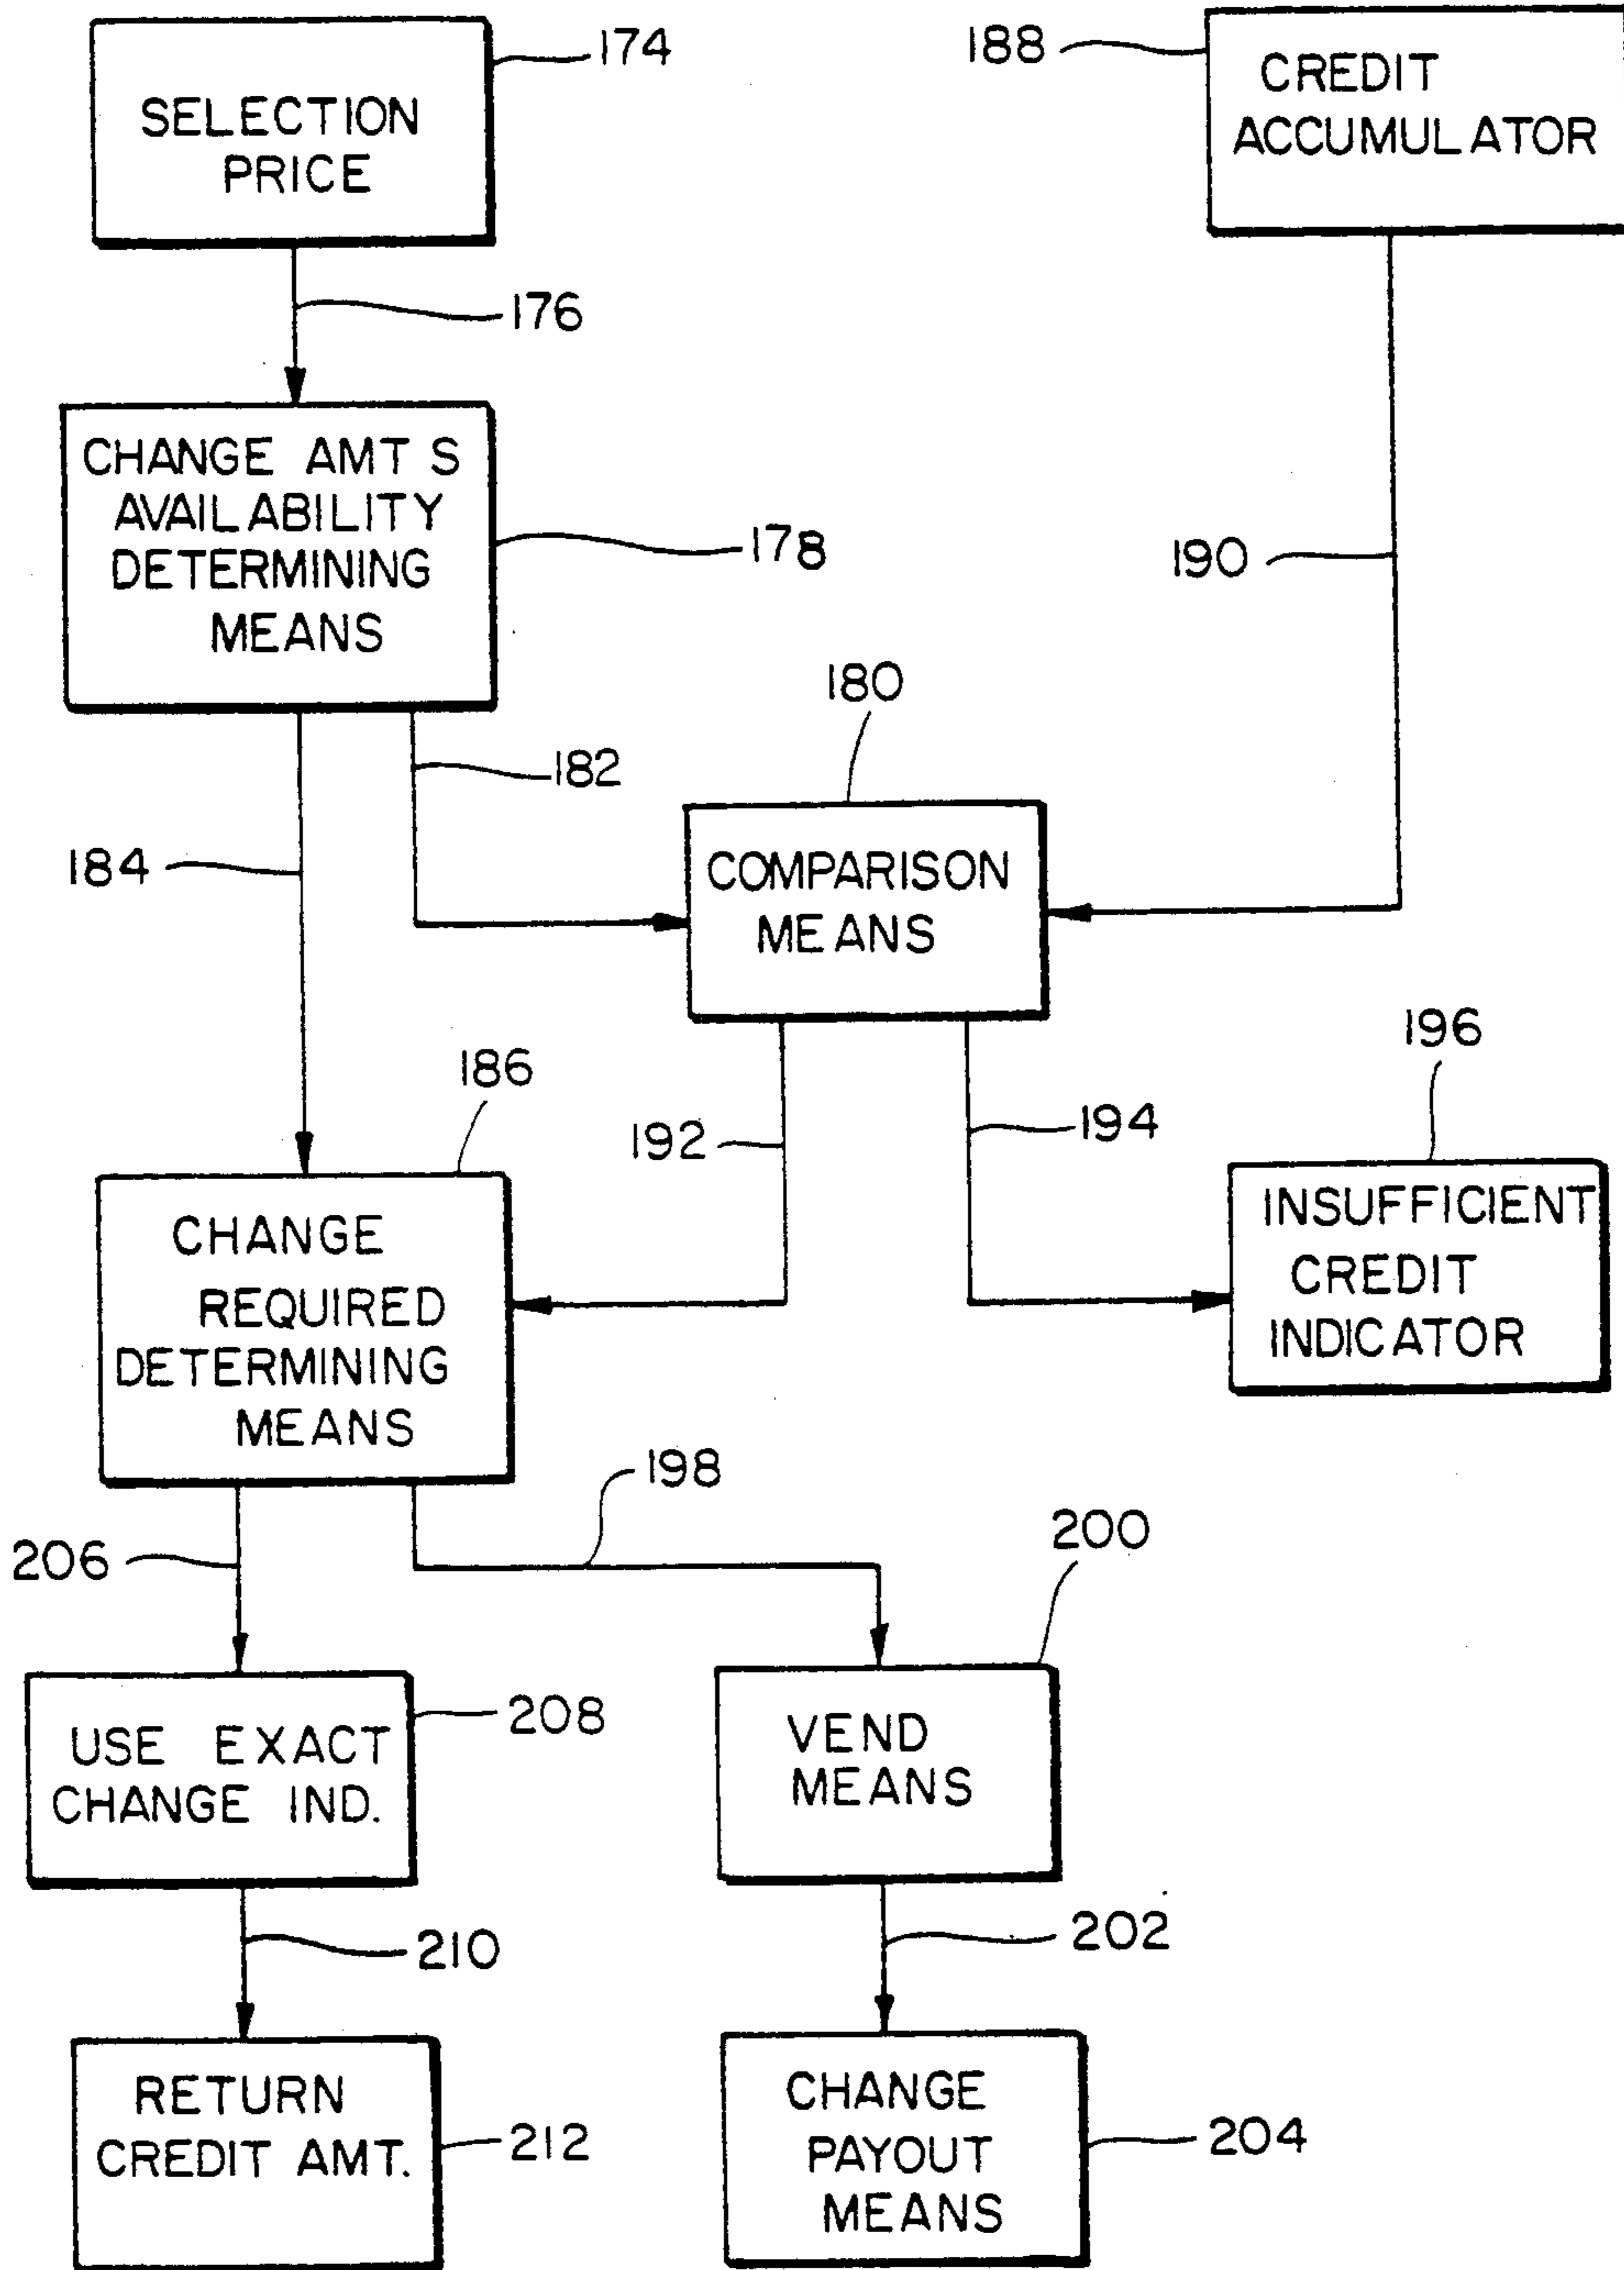 174
SELECTION
PRICE
188
CREDIT
ACCUMULATOR
176
CHANGE AMT S
AVAILABILITY
DETERMINING
MEANS
178
190
180
182
184
COMPARISON
MEANS
186
192
194
196
CHANGE
REQUIRED
DETERMINING
MEANS
INSUFFICIENT
CREDIT
INDICATOR
198
206
200
USE EXACT
CHANGE IND.
208
VEND
MEANS
210
202
RETURN
CREDIT AMT.
212
CHANGE
PAYOUT
MEANS
204